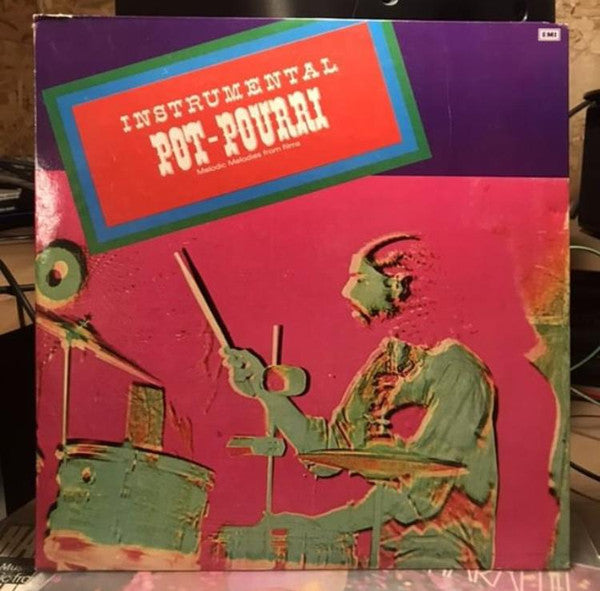 EMI
INSTRUMENTAL
POT-POURRI
Melodic Melodies from films